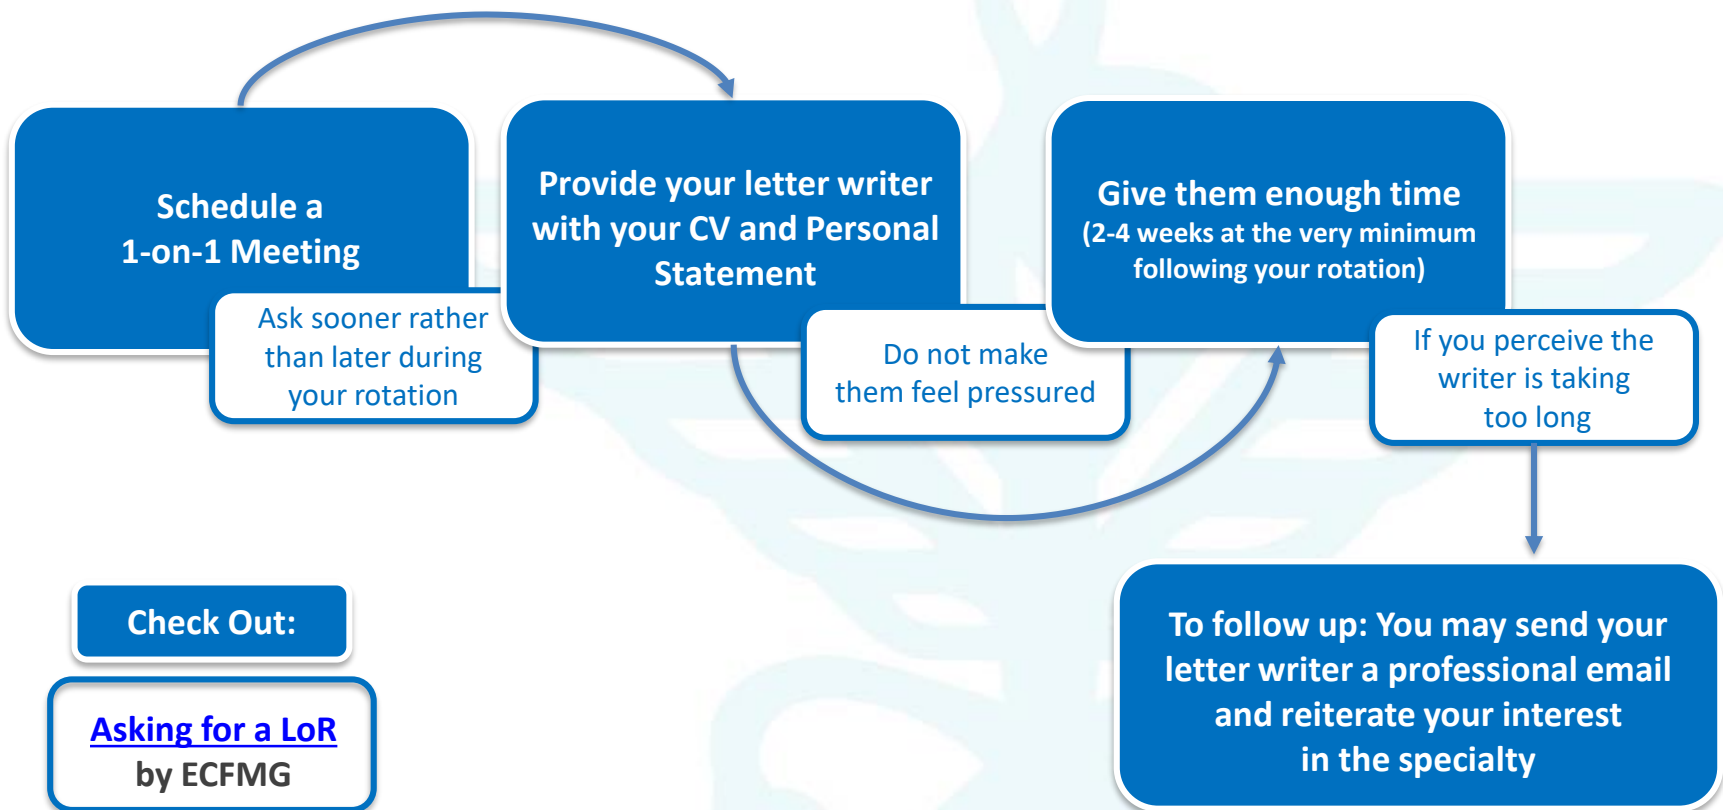 Schedule a
1-on-1 Meeting
Ask sooner rather
than later during
your rotation
Provide your letter writer
with your CV and Personal
Statement
Do not make
them feel pressured
Give them enough time
(2-4 weeks at the very minimum
following your rotation)
If you perceive the
writer is taking
too long
To follow up: You may send your
letter writer a professional email
and reiterate your interest
in the specialty
Check Out:
Asking for a LoR
by ECFMG